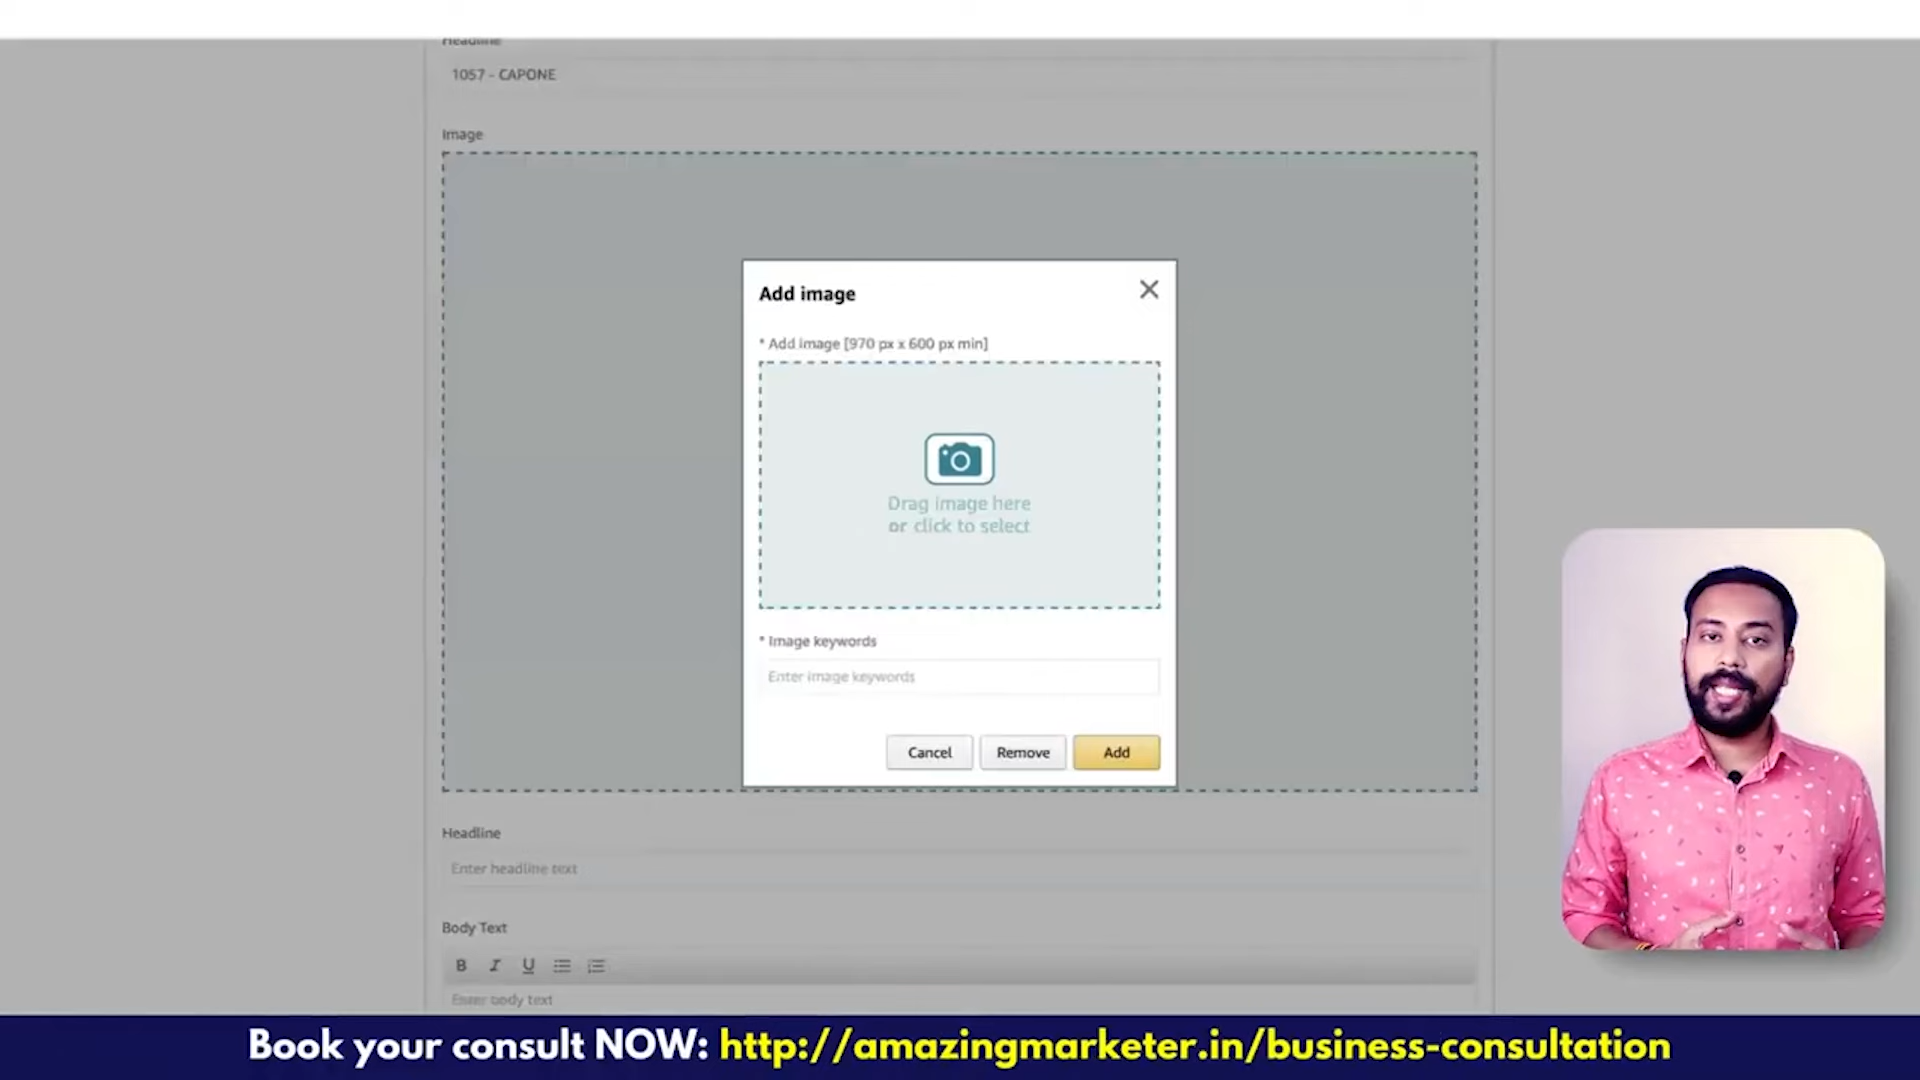 Headline
1057 - CAPONE
Image
Add image
* Add image [970 px x 600 px min]
Drag image here
or click to select
* Image keywords
Enter image keywords
Cancel
Remove
Add
Headline
Enter headline text
Body Text
B I U
Enter body text
Book your consult NOW: http://amazingmarketer.in/business-consultation